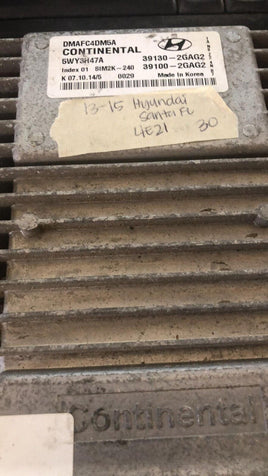 DMAFC4DM5A
CONTINENTAL
5WY5H47A
39130-2GAG2
Index 01 SIM2K-240
39100-2GAG2
K 07.10.14/5 0029 Made in Korea
13-15 Hyundai
Santa Fe
4E21 30
Continental